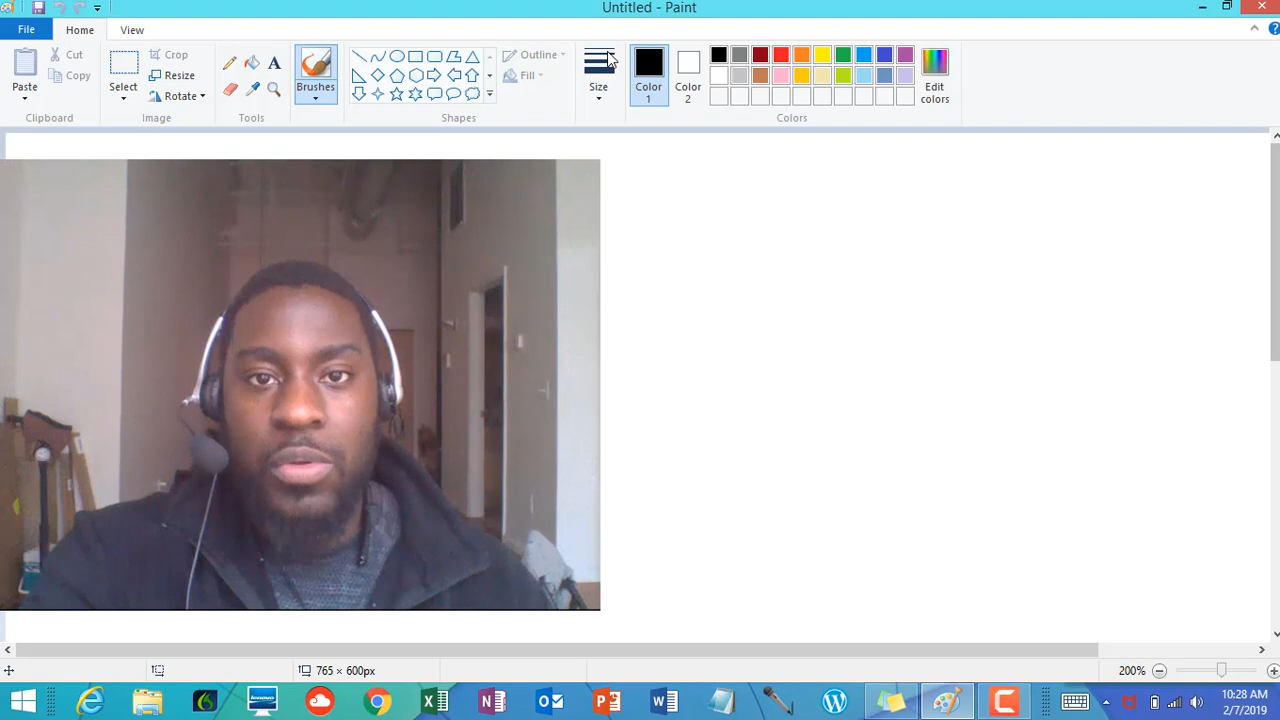 Untitled - Paint
File Home View
Paste
Cut
Copy
Clipboard
Select
Crop
Resize
Rotate
Image
A
Tools
Brushes
Shapes
Outline
Fill
Size
Color 1
Color 2
Colors
Edit colors
765 × 600px
200%
10:28 AM
2/7/2019